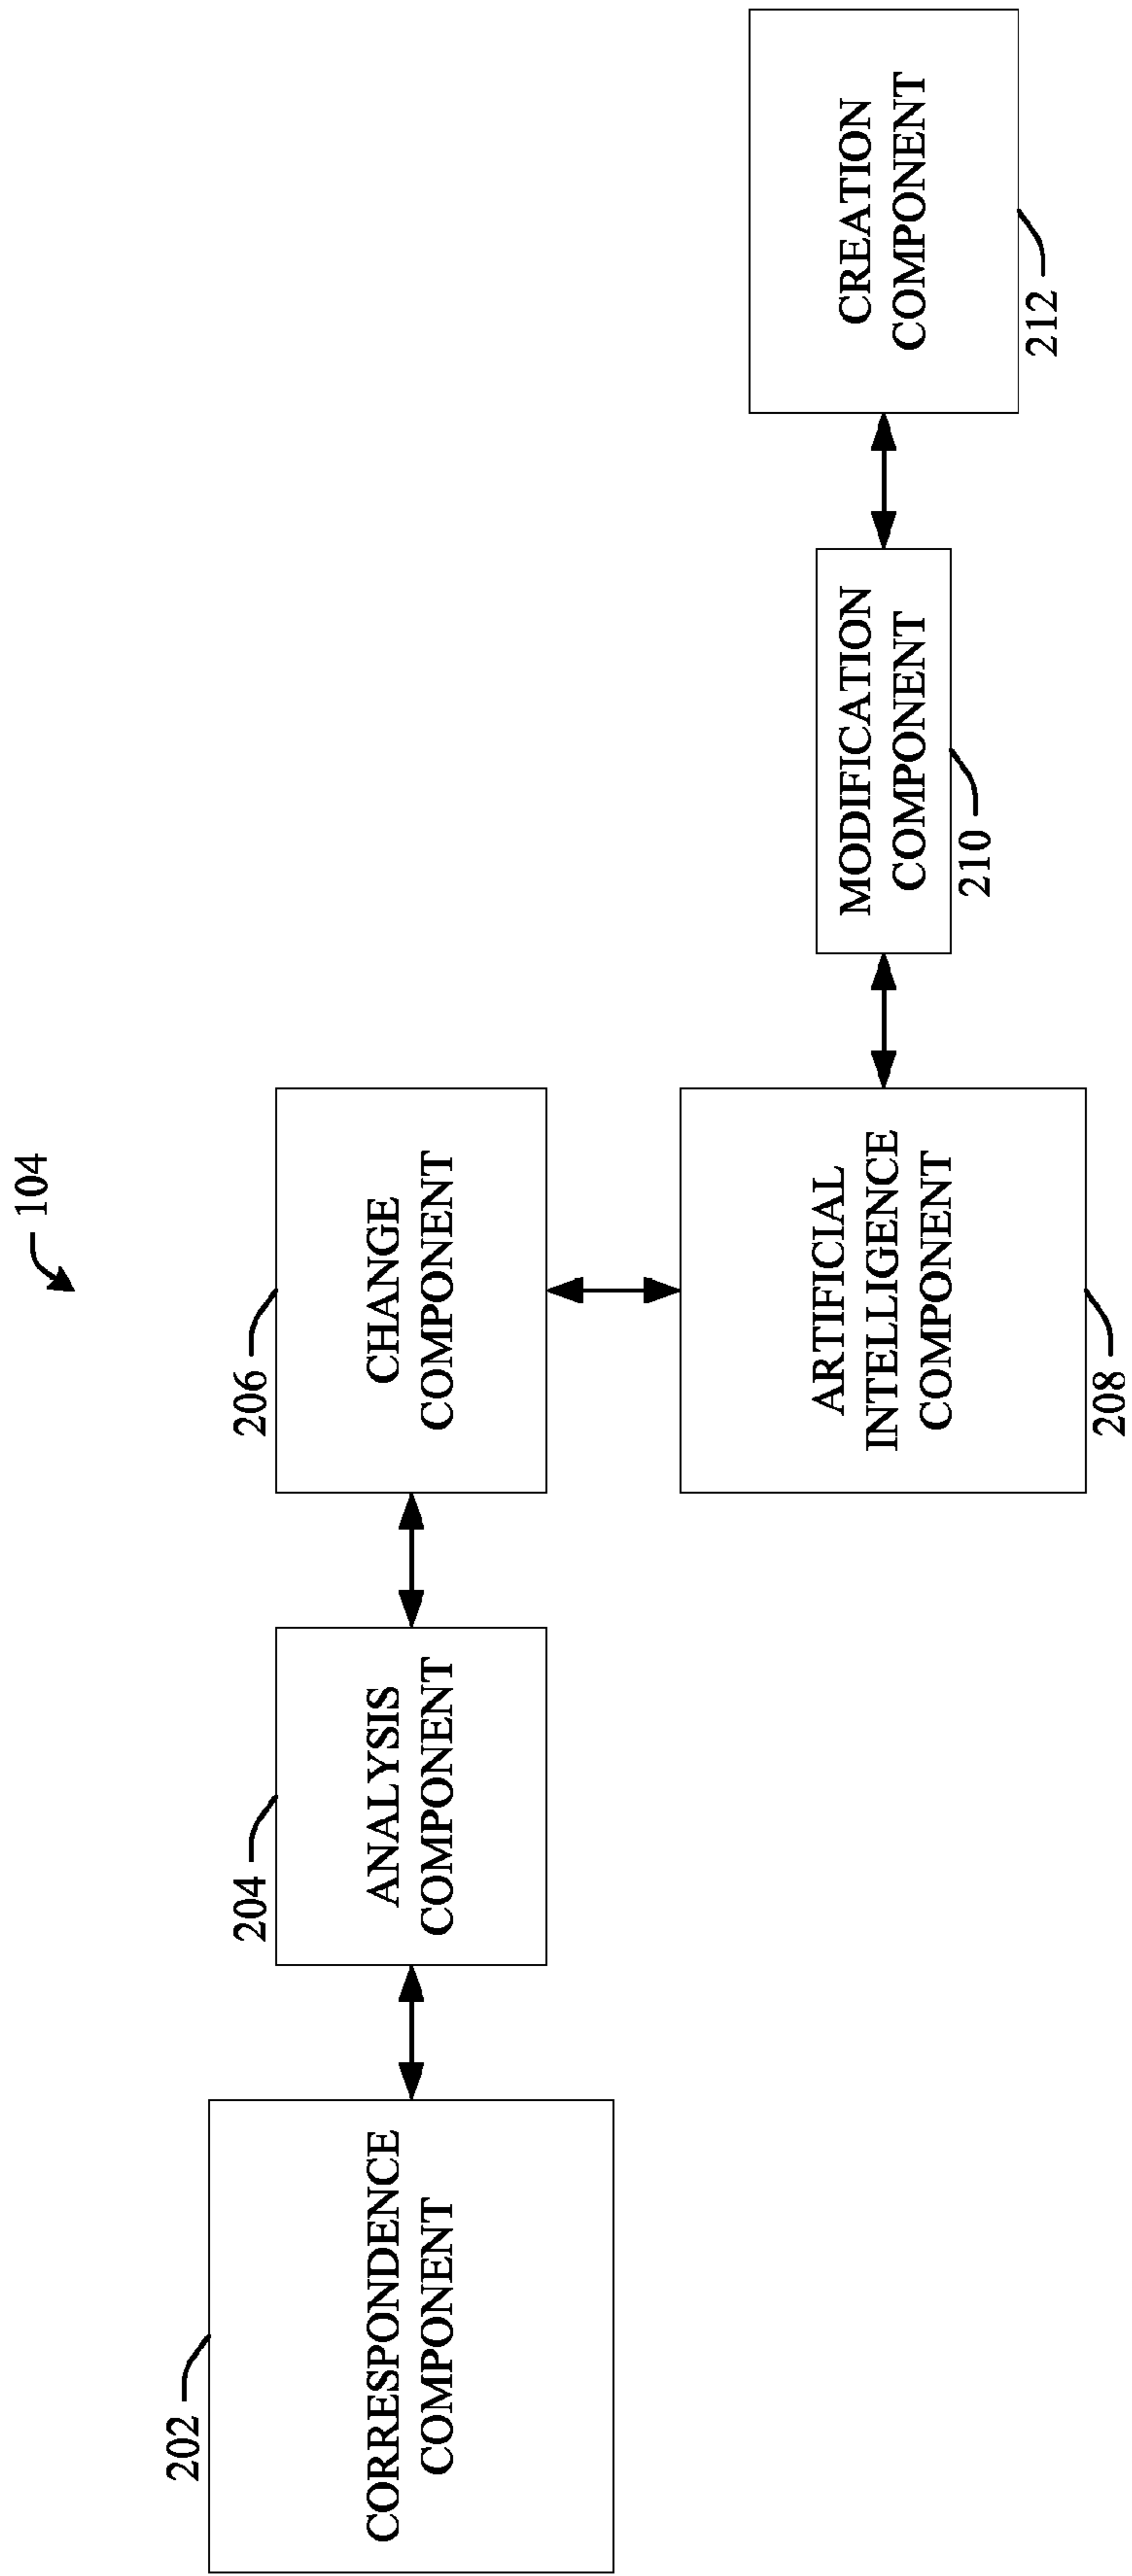 104
202
CORRESPONDENCE
COMPONENT
204
ANALYSIS
COMPONENT
206
CHANGE
COMPONENT
ARTIFICIAL
INTELLIGENCE
COMPONENT
208
MODIFICATION
COMPONENT
210
CREATION
COMPONENT
212